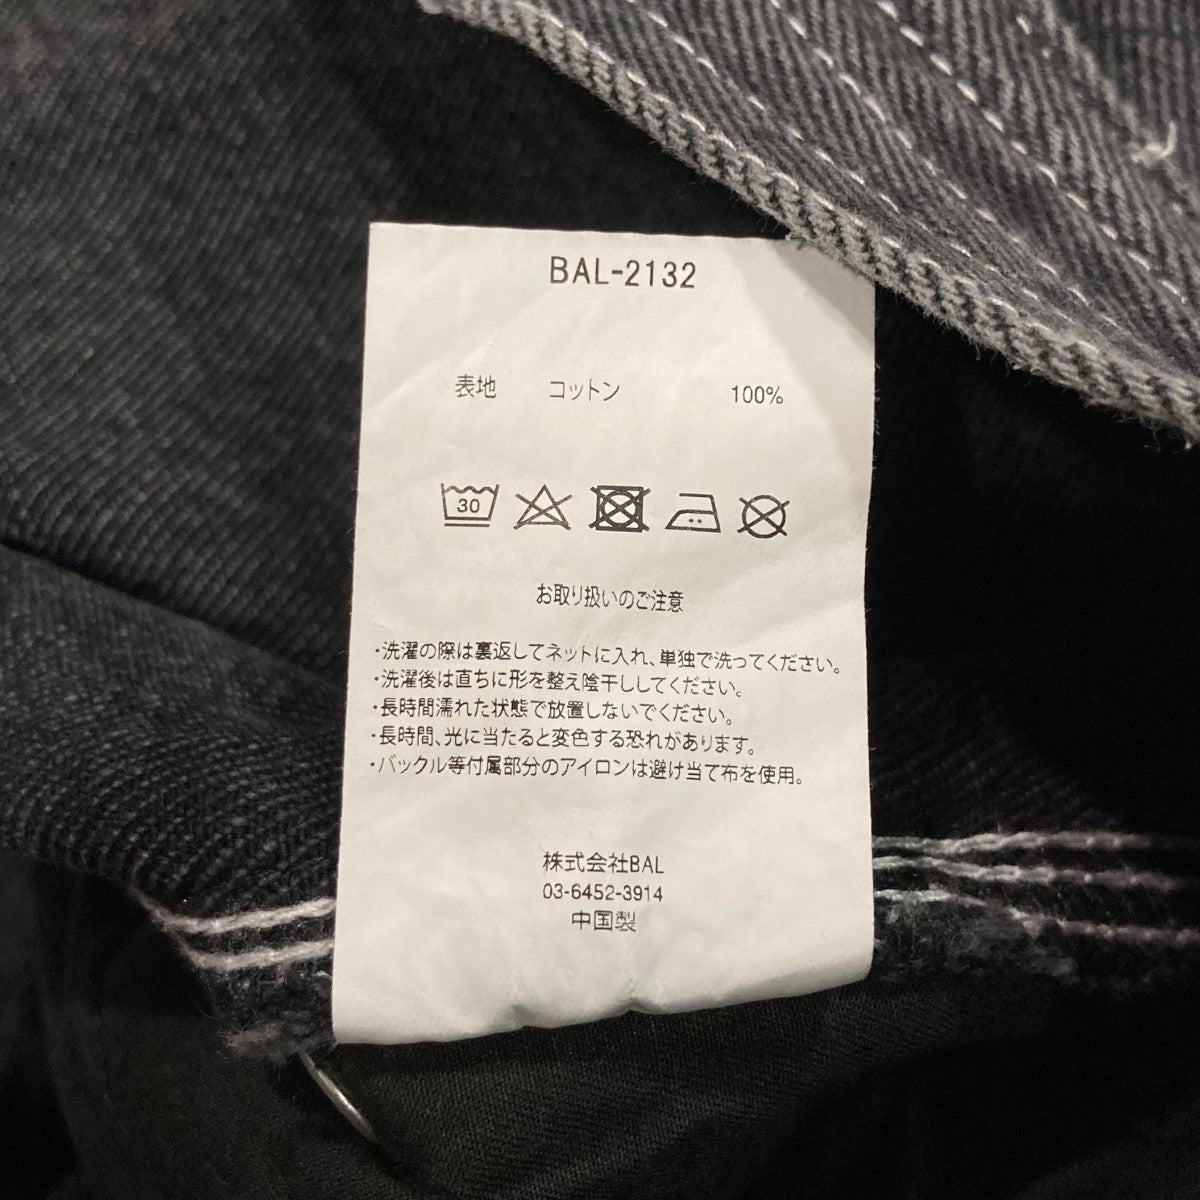 BAL-2132
表地 コットン 100%
30
お取り扱いのご注意
・洗濯の際は裏返してネットに入れ、単独で洗ってください。
・洗濯後は直ちに形を整え陰干ししてください。
・長時間濡れた状態で放置しないでください。
・長時間、光に当たると変色する恐れがあります。
・バックル等付属部分のアイロンは避け当て布を使用。
株式会社BAL
03-6452-3914
中国製